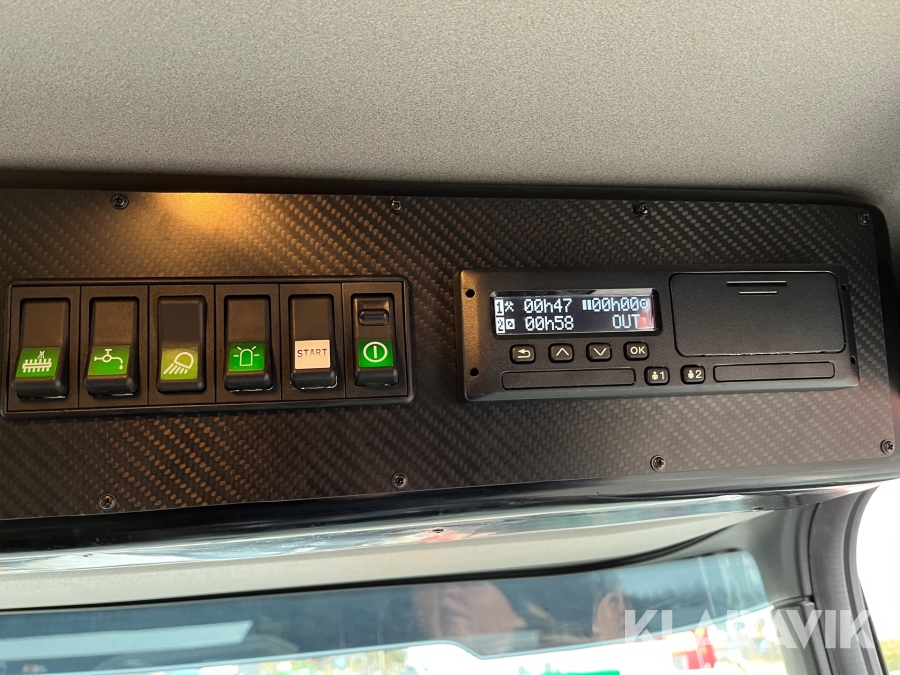 START
1 00h47 00h00
2 00h58 OUT
OK
1 2
KLARAVIK